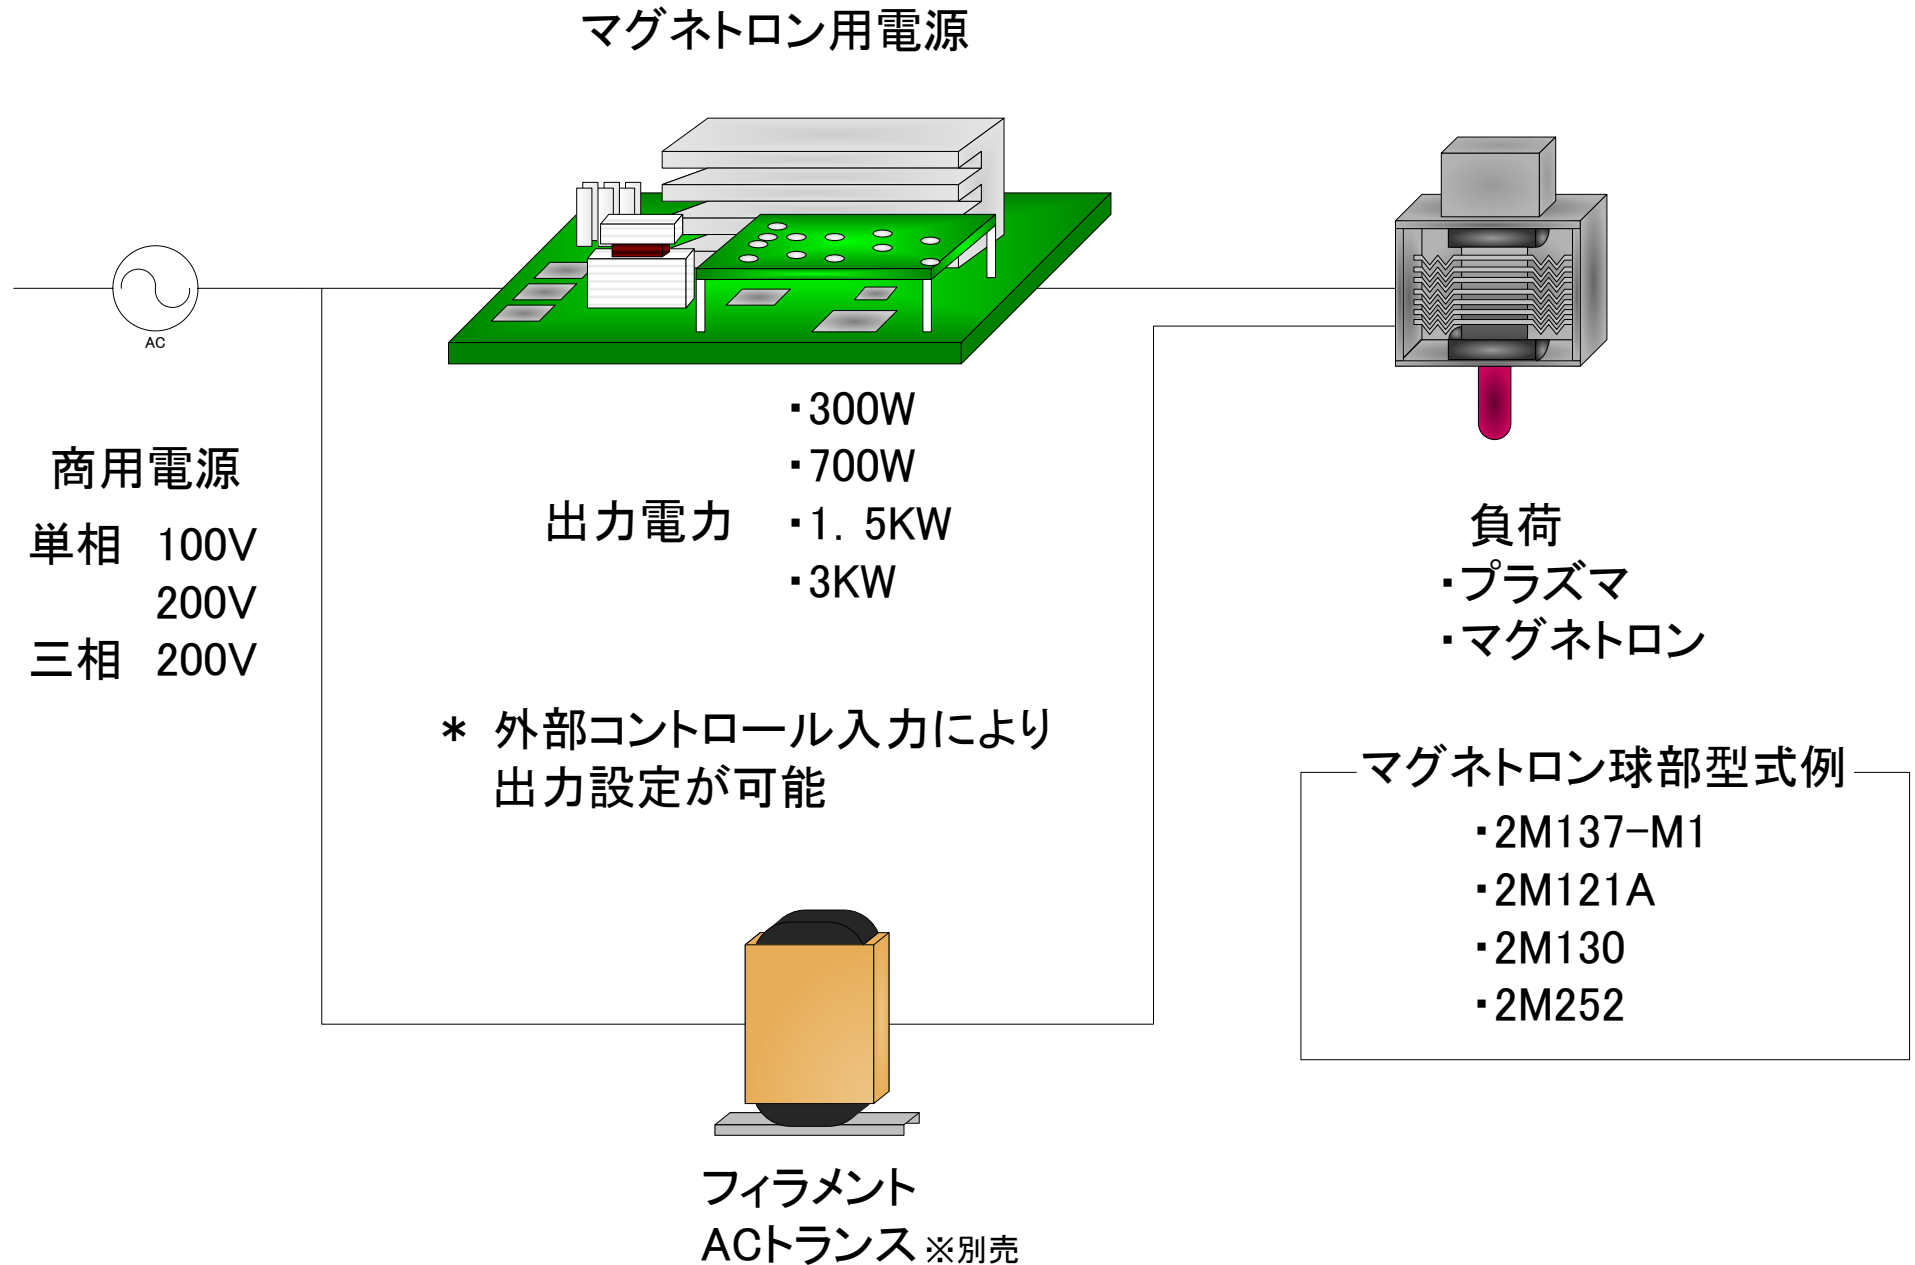 マグネトロン用電源
AC
商用電源
単相 100V
200V
三相 200V
出力電力
・300W
・700W
・1．5KW
・3KW
＊ 外部コントロール入力により
出力設定が可能
負荷
・プラズマ
・マグネトロン
マグネトロン球部型式例
・2M137-M1
・2M121A
・2M130
・2M252
フィラメント
ACトランス ※別売